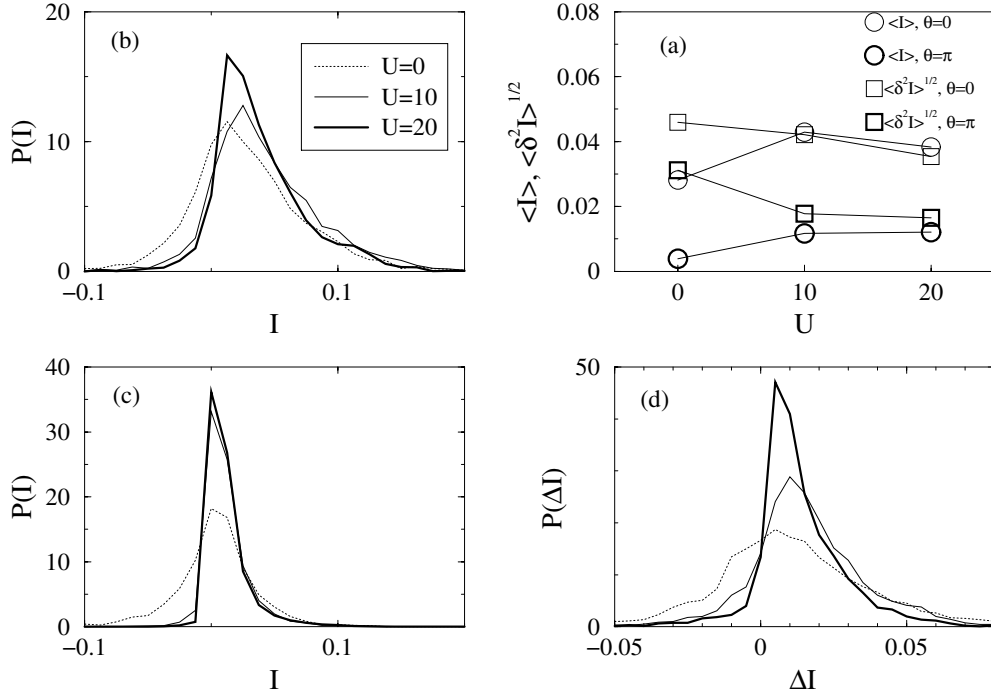 20
10
0
P(I)
(b)
U=0
U=10
U=20
−0.1
0.1
I
0.08
0.06
0.04
0.02
0
<I>, <δ²I>^1/2
(a)
<I>, θ=0
<I>, θ=π
<δ²I>^1/2, θ=0
<δ²I>^1/2, θ=π
0
10
20
U
40
30
20
10
0
P(I)
(c)
−0.1
0.1
I
50
0
P(ΔI)
(d)
−0.05
0
0.05
ΔI